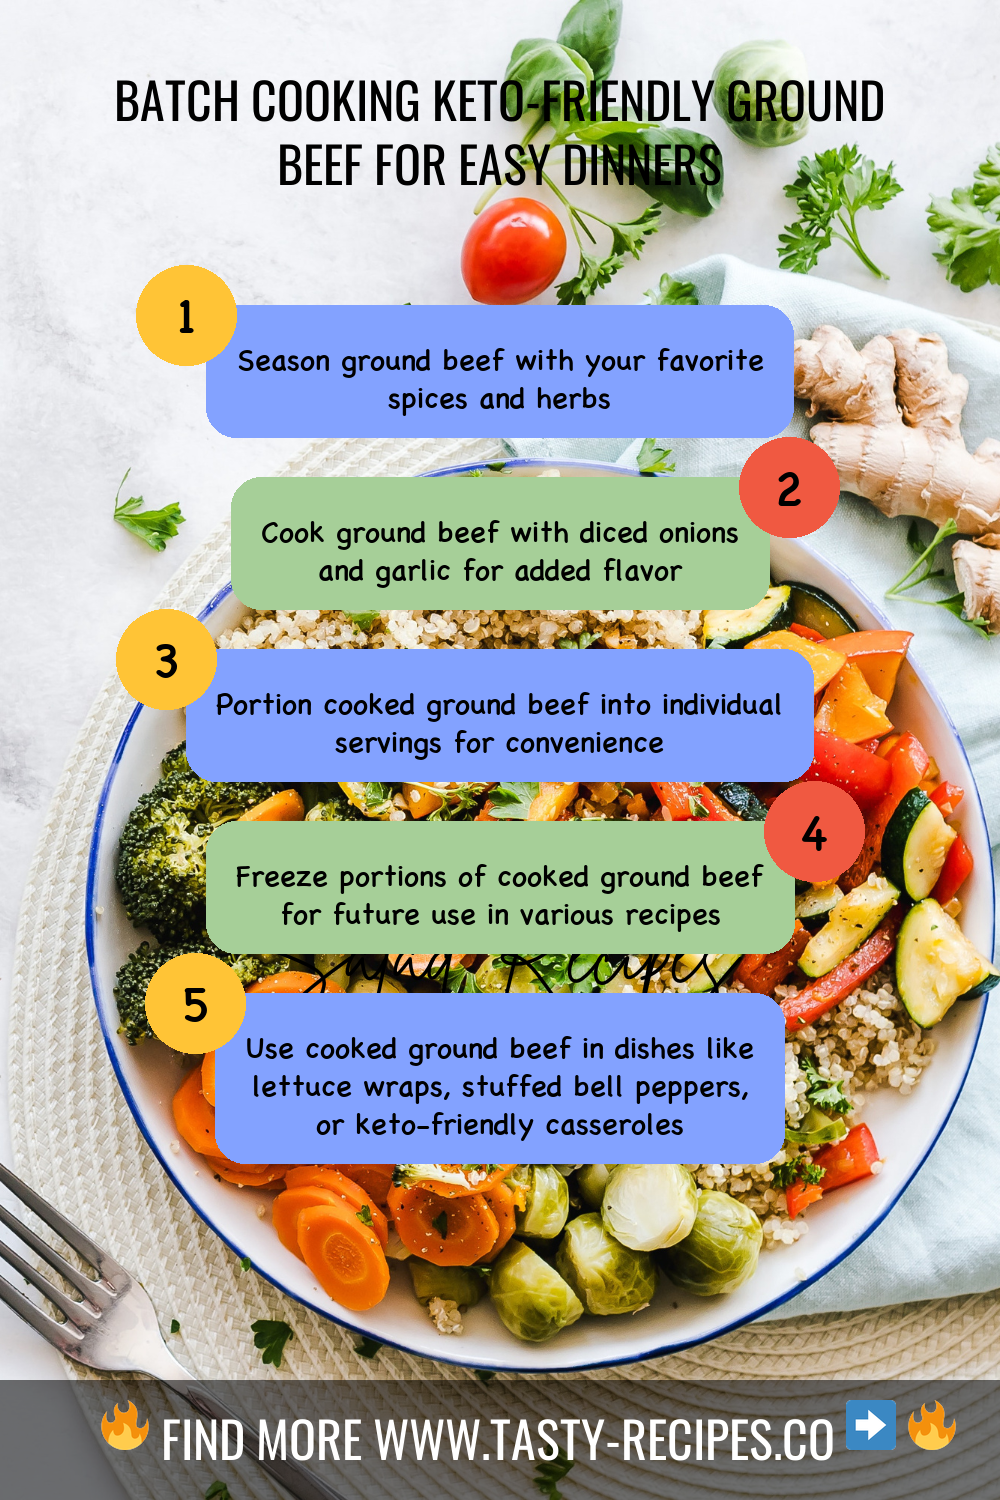 BATCH COOKING KETO-FRIENDLY GROUND
BEEF FOR EASY DINNERS
1
Season ground beef with your favorite
spices and herbs
2
Cook ground beef with diced onions
and garlic for added flavor
3
Portion cooked ground beef into individual
servings for convenience
4
Freeze portions of cooked ground beef
for future use in various recipes
Recipes
5
Use cooked ground beef in dishes like
lettuce wraps, stuffed bell peppers,
or keto-friendly casseroles
FIND MORE WWW.TASTY-RECIPES.CO